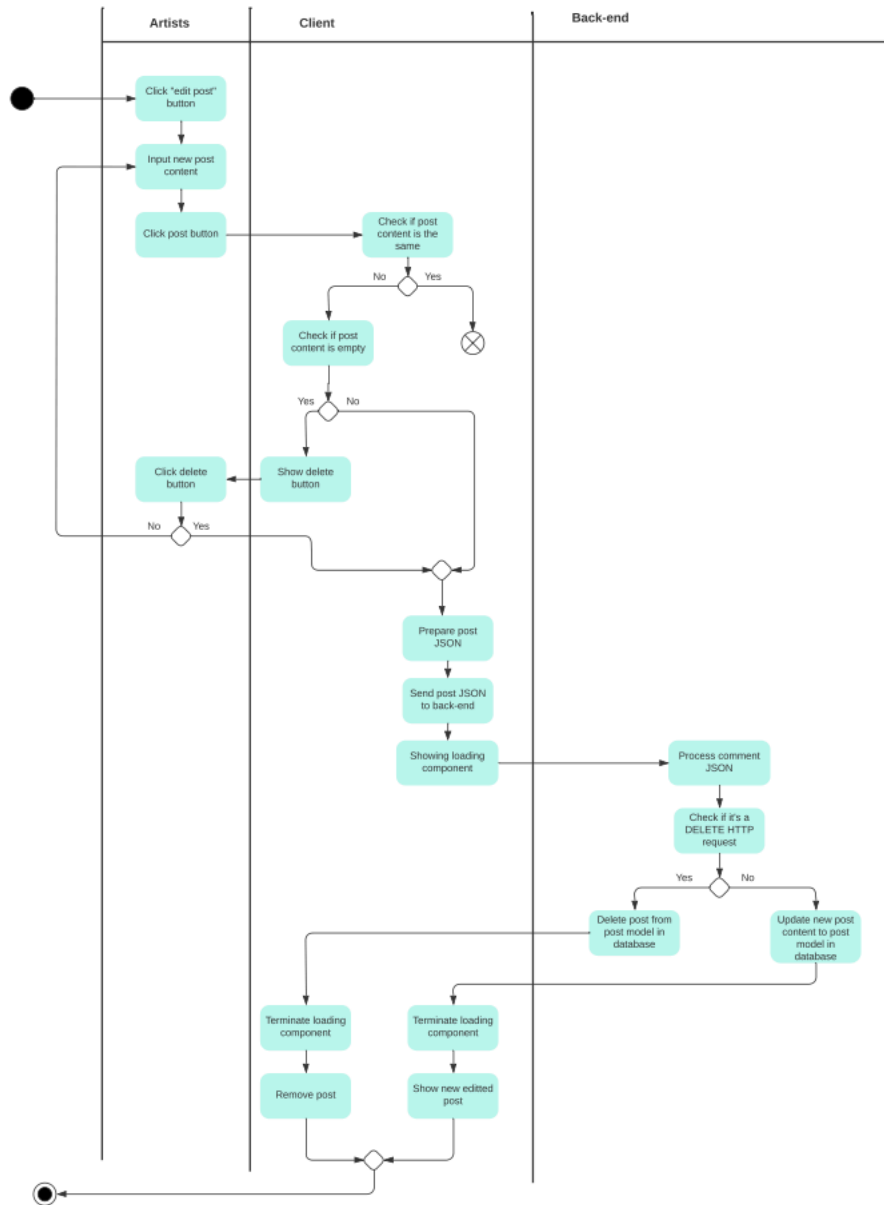 Artists
Client
Back-end
Click "edit post"
button
Input new post
content
Click post button
Check if post
content is the
same
No
Yes
Check if post
content is empty
Yes
No
Click delete
button
Show delete
button
No
Yes
Prepare post
JSON
Send post JSON
to back-end
Showing loading
component
Process comment
JSON
Check if it's a
DELETE HTTP
request
Yes
No
Delete post from
post model in
database
Update new post
content to post
model in
database
Terminate loading
component
Terminate loading
component
Remove post
Show new editted
post